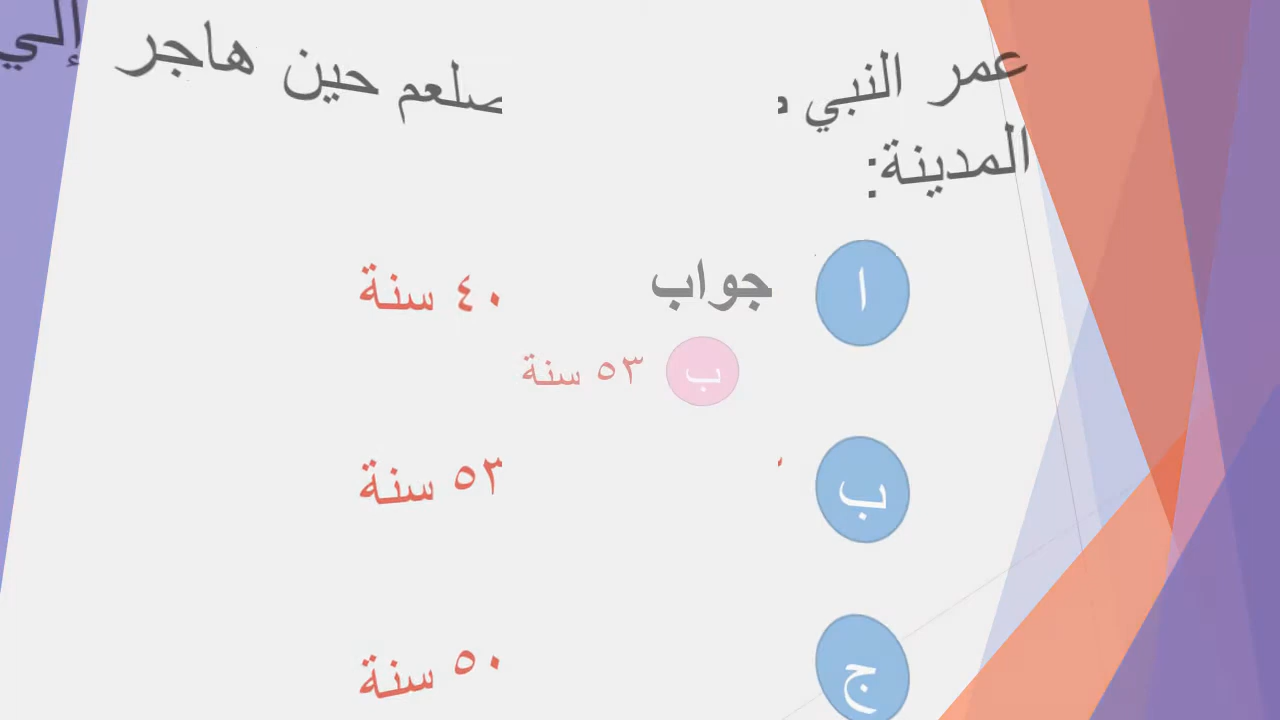 عمر النبي صلعم حين هاجر إلي
المدينة:
ا ٤٠ سنة
جواب
ب ٥٣ سنة
ب ٥٣ سنة
ج ٥٠ سنة